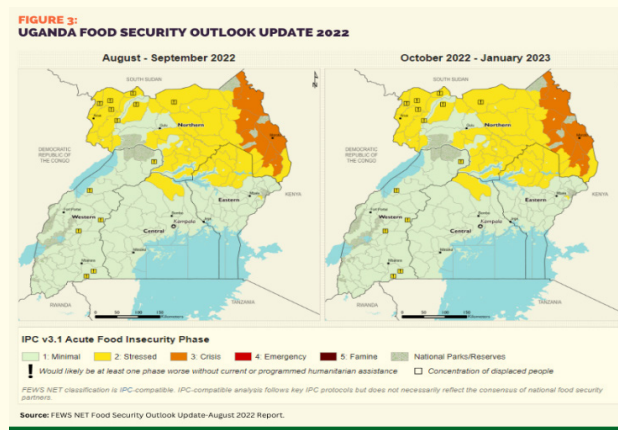 FIGURE 3:
UGANDA FOOD SECURITY OUTLOOK UPDATE 2022
August - September 2022
October 2022 - January 2023
SOUTH SUDAN
SOUTH SUDAN
Northern
Northern
DEMOCRATIC
REPUBLIC OF
THE CONGO
DEMOCRATIC
REPUBLIC OF
THE CONGO
KENYA
KENYA
Eastern
Eastern
Western
Western
Kampala
Kampala
Central
Central
RWANDA
TANZANIA
RWANDA
TANZANIA
IPC v3.1 Acute Food Insecurity Phase
1: Minimal 2: Stressed 3: Crisis 4: Emergency 5: Famine National Parks/Reserves
! Would likely be at least one phase worse without current or programmed humanitarian assistance Concentration of displaced people
FEWS NET classification is IPC-compatible. IPC-compatible analysis follows key IPC protocols but does not necessarily reflect the consensus of national food security
partners.
Source: FEWS NET Food Security Outlook Update-August 2022 Report.